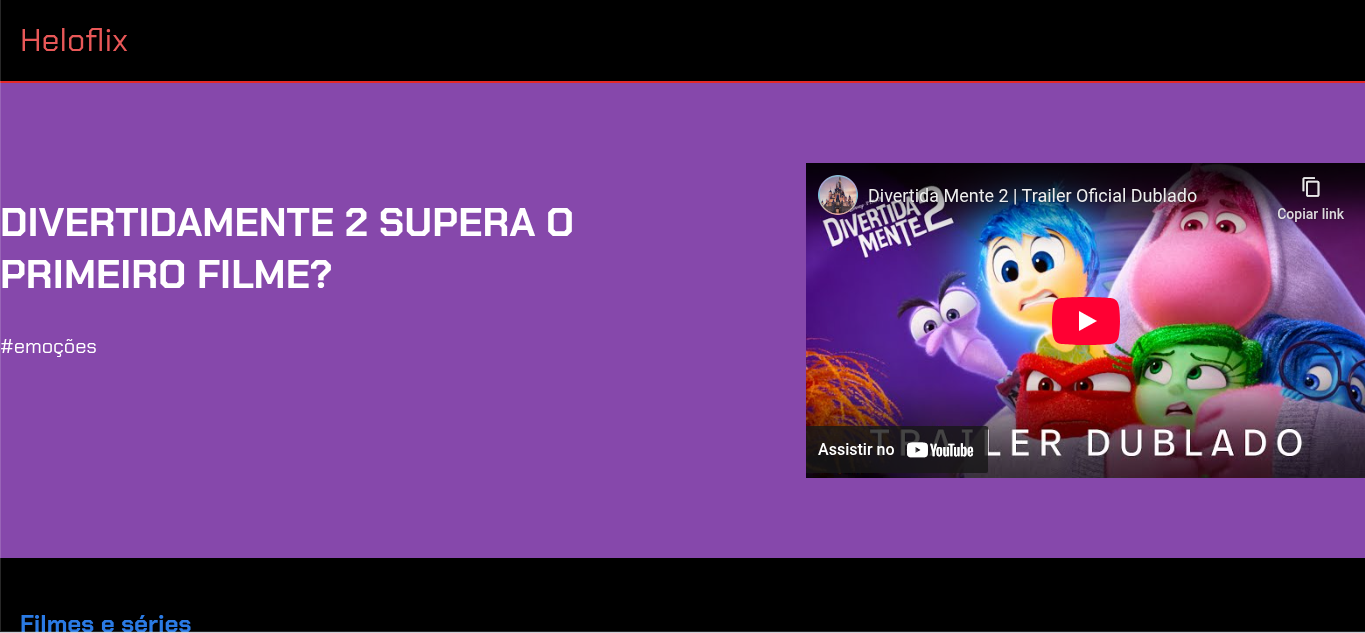 Heloflix
DIVERTIDAMENTE 2 SUPERA O
PRIMEIRO FILME?
#emoções
Divertida Mente 2 | Trailer Oficial Dublado
Copiar link
DIVERTIDA
MENTE 2
TRAILER DUBLADO
Assistir no YouTube
Filmes e séries